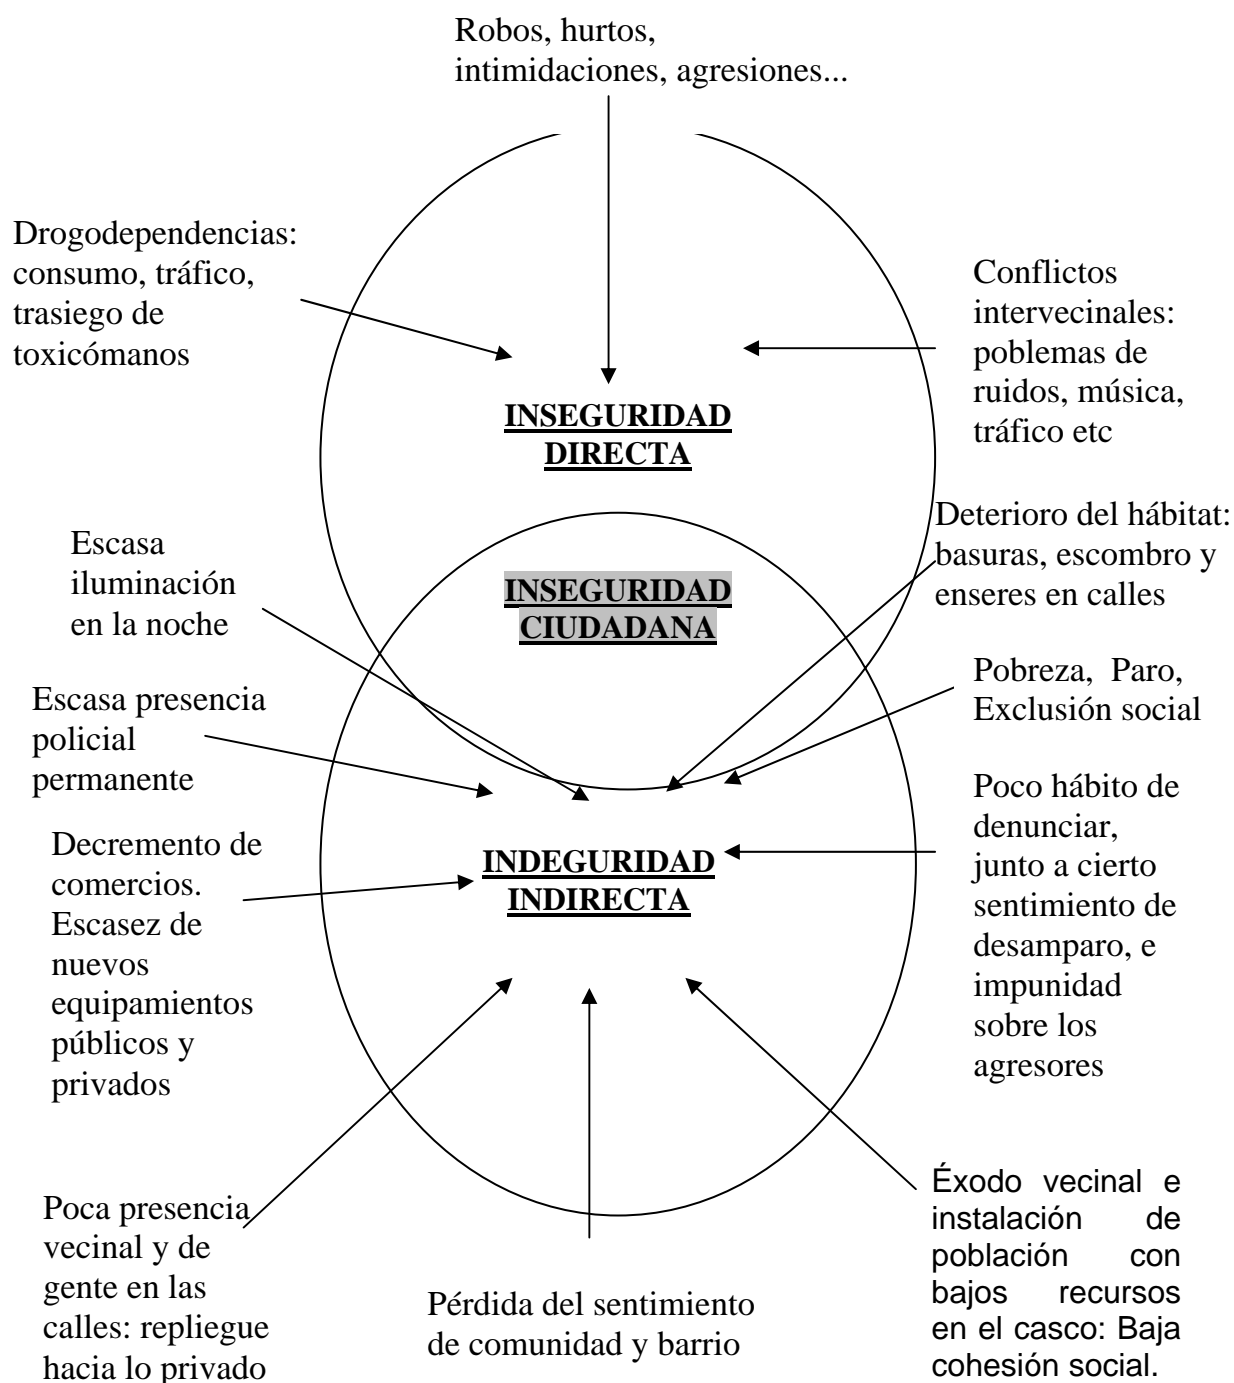 Robos, hurtos,
intimidaciones, agresiones...
Drogodependencias:
consumo, tráfico,
trasiego de
toxicómanos
Conflictos
intervecinales:
poblemas de
ruidos, música,
tráfico etc
INSEGURIDAD
DIRECTA
Escasa
iluminación
en la noche
Deterioro del hábitat:
basuras, escombro y
enseres en calles
INSEGURIDAD
CIUDADANA
Escasa presencia
policial
permanente
Pobreza, Paro,
Exclusión social
Decremento de
comercios.
Escasez de
nuevos
equipamientos
públicos y
privados
INDEGURIDAD
INDIRECTA
Poco hábito de
denunciar,
junto a cierto
sentimiento de
desamparo, e
impunidad
sobre los
agresores
Poca presencia
vecinal y de
gente en las
calles: repliegue
hacia lo privado
Pérdida del sentimiento
de comunidad y barrio
Éxodo vecinal e
instalación de
población con
bajos recursos
en el casco: Baja
cohesión social.